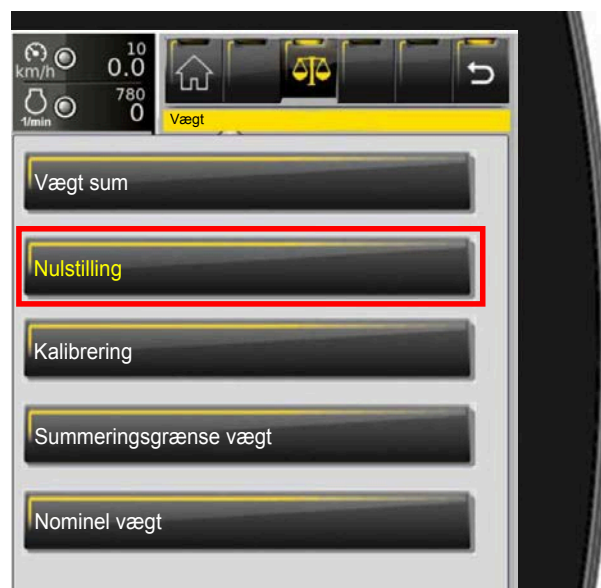 km/h
10
0.0
1/min
780
0
Vægt
Vægt sum
Nulstilling
Kalibrering
Summeringsgrænse vægt
Nominel vægt